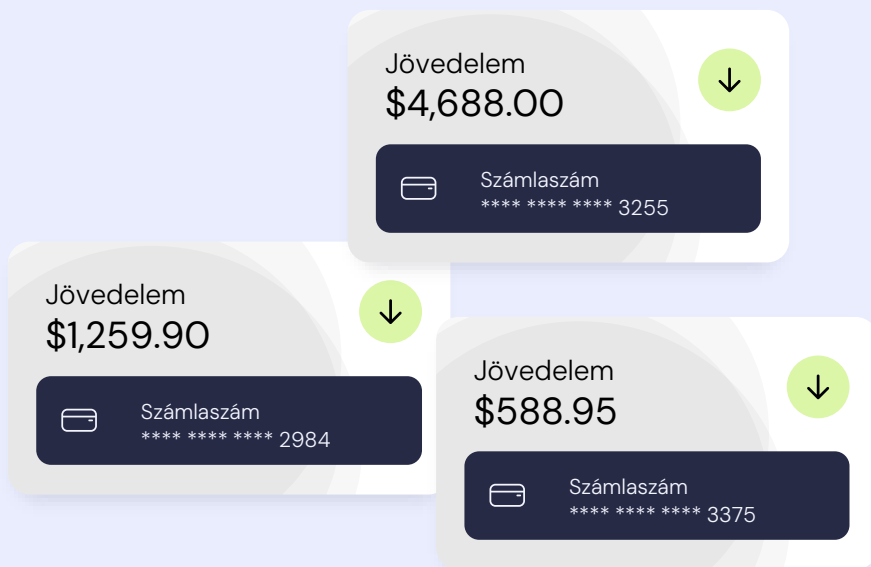 Jövedelem
$4,688.00
Számlaszám
**** **** **** 3255
Jövedelem
$1,259.90
Számlaszám
**** **** **** 2984
Jövedelem
$588.95
Számlaszám
**** **** **** 3375